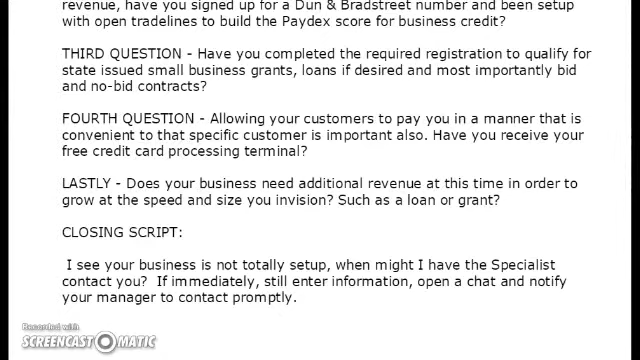 revenue, have you signed up for a Dun & Bradstreet number and been setup
with open tradelines to build the Paydex score for business credit?
THIRD QUESTION - Have you completed the required registration to qualify for
state issued small business grants, loans if desired and most importantly bid
and no-bid contracts?
FOURTH QUESTION - Allowing your customers to pay you in a manner that is
convenient to that specific customer is important also. Have you receive your
free credit card processing terminal?
LASTLY - Does your business need additional revenue at this time in order to
grow at the speed and size you invision? Such as a loan or grant?
CLOSING SCRIPT:
I see your business is not totally setup, when might I have the Specialist
contact you?  If immediately, still enter information, open a chat and notify
your manager to contact promptly.
Recorded with
SCREENCAST-O-MATIC